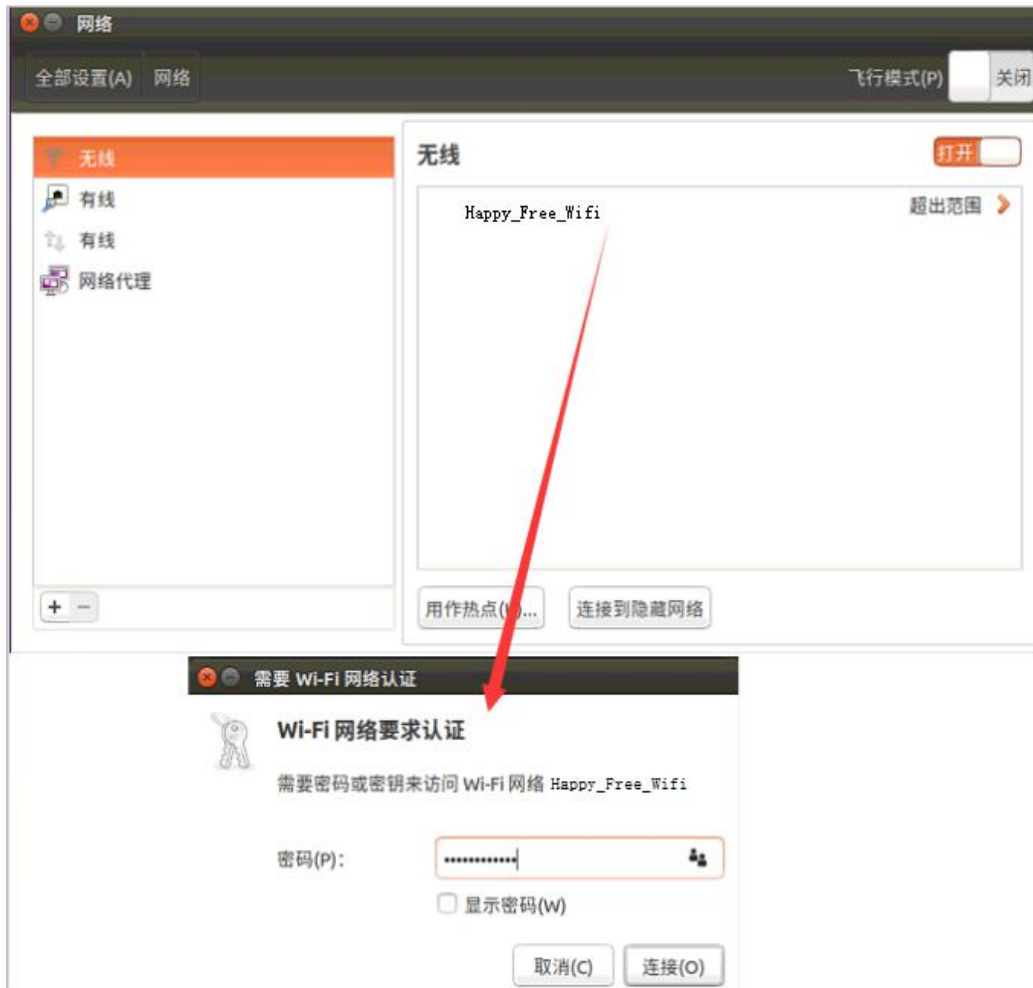 网络
全部设置(A) 网络 飞行模式(P) 关闭
无线
有线
有线
网络代理
无线 打开
Happy_Free_Wifi 超出范围
用作热点( )...
连接到隐藏网络
需要 Wi-Fi 网络认证
Wi-Fi 网络要求认证
需要密码或密钥来访问 Wi-Fi 网络 Happy_Free_Wifi
密码(P)： ••••••••••••
显示密码(W)
取消(C) 连接(O)